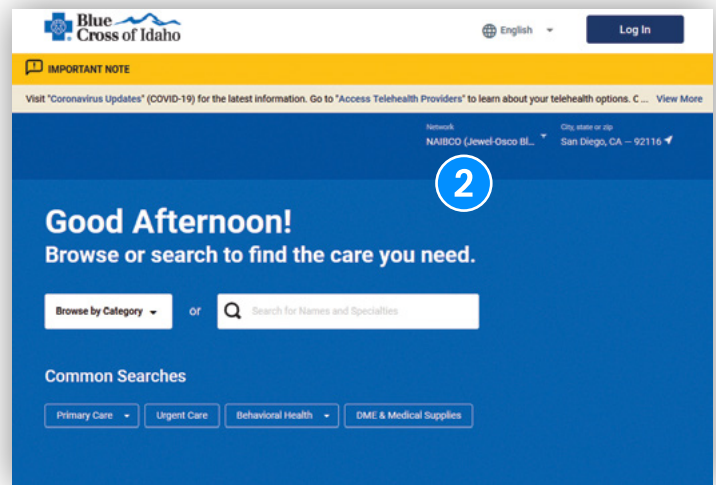 Blue
Cross of Idaho
English
Log In
IMPORTANT NOTE
Visit "Coronavirus Updates" (COVID-19) for the latest information. Go to "Access Telehealth Providers" to learn about your telehealth options. C ... View More
Network
NAIBCO (Jewel-Osco Bl...
City, state or zip
San Diego, CA – 92116
2
Good Afternoon!
Browse or search to find the care you need.
Browse by Category
or
Search for Names and Specialties
Common Searches
Primary Care
Urgent Care
Behavioral Health
DME & Medical Supplies